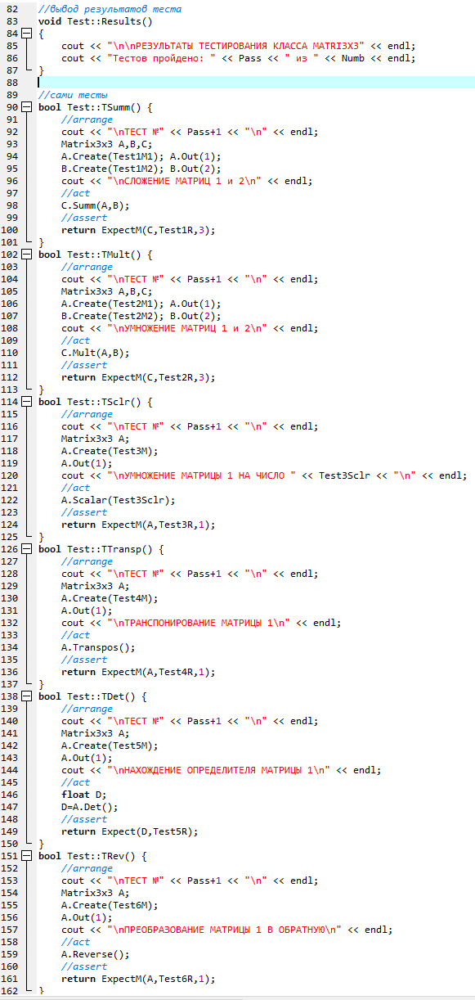 82 //вывод результатов теста
83 void Test::Results()
84 {
85 cout << "\n\nРЕЗУЛЬТАТЫ ТЕСТИРОВАНИЯ КЛАССА MATRI3X3" << endl;
86 cout << "Тестов пройдено: " << Pass << " из " << Numb << endl;
87 }
88
89 //сами тесты
90 bool Test::TSumm() {
91 //arrange
92 cout << "\nТЕСТ №" << Pass+1 << "\n" << endl;
93 Matrix3x3 A,B,C;
94 A.Create(Test1M1); A.Out(1);
95 B.Create(Test1M2); B.Out(2);
96 cout << "\nСЛОЖЕНИЕ МАТРИЦ 1 и 2\n" << endl;
97 //act
98 C.Summ(A,B);
99 //assert
100 return ExpectM(C,Test1R,3);
101 }
102 bool Test::TMult() {
103 //arrange
104 cout << "\nТЕСТ №" << Pass+1 << "\n" << endl;
105 Matrix3x3 A,B,C;
106 A.Create(Test2M1); A.Out(1);
107 B.Create(Test2M2); B.Out(2);
108 cout << "\nУМНОЖЕНИЕ МАТРИЦ 1 и 2\n" << endl;
109 //act
110 C.Mult(A,B);
111 //assert
112 return ExpectM(C,Test2R,3);
113 }
114 bool Test::TSclr() {
115 //arrange
116 cout << "\nТЕСТ №" << Pass+1 << "\n" << endl;
117 Matrix3x3 A;
118 A.Create(Test3M);
119 A.Out(1);
120 cout << "\nУМНОЖЕНИЕ МАТРИЦЫ 1 НА ЧИСЛО " << Test3Sclr << "\n" << endl;
121 //act
122 A.Scalar(Test3Sclr);
123 //assert
124 return ExpectM(A,Test3R,1);
125 }
126 bool Test::TTransp() {
127 //arrange
128 cout << "\nТЕСТ №" << Pass+1 << "\n" << endl;
129 Matrix3x3 A;
130 A.Create(Test4M);
131 A.Out(1);
132 cout << "\nТРАНСПОНИРОВАНИЕ МАТРИЦЫ 1\n" << endl;
133 //act
134 A.Transpos();
135 //assert
136 return ExpectM(A,Test4R,1);
137 }
138 bool Test::TDet() {
139 //arrange
140 cout << "\nТЕСТ №" << Pass+1 << "\n" << endl;
141 Matrix3x3 A;
142 A.Create(Test5M);
143 A.Out(1);
144 cout << "\nНАХОЖДЕНИЕ ОПРЕДЕЛИТЕЛЯ МАТРИЦЫ 1\n" << endl;
145 //act
146 float D;
147 D=A.Det();
148 //assert
149 return Expect(D,Test5R);
150 }
151 bool Test::TRev() {
152 //arrange
153 cout << "\nТЕСТ №" << Pass+1 << "\n" << endl;
154 Matrix3x3 A;
155 A.Create(Test6M);
156 A.Out(1);
157 cout << "\nПРЕОБРАЗОВАНИЕ МАТРИЦЫ 1 В ОБРАТНУЮ\n" << endl;
158 //act
159 A.Reverse();
160 //assert
161 return ExpectM(A,Test6R,1);
162 }